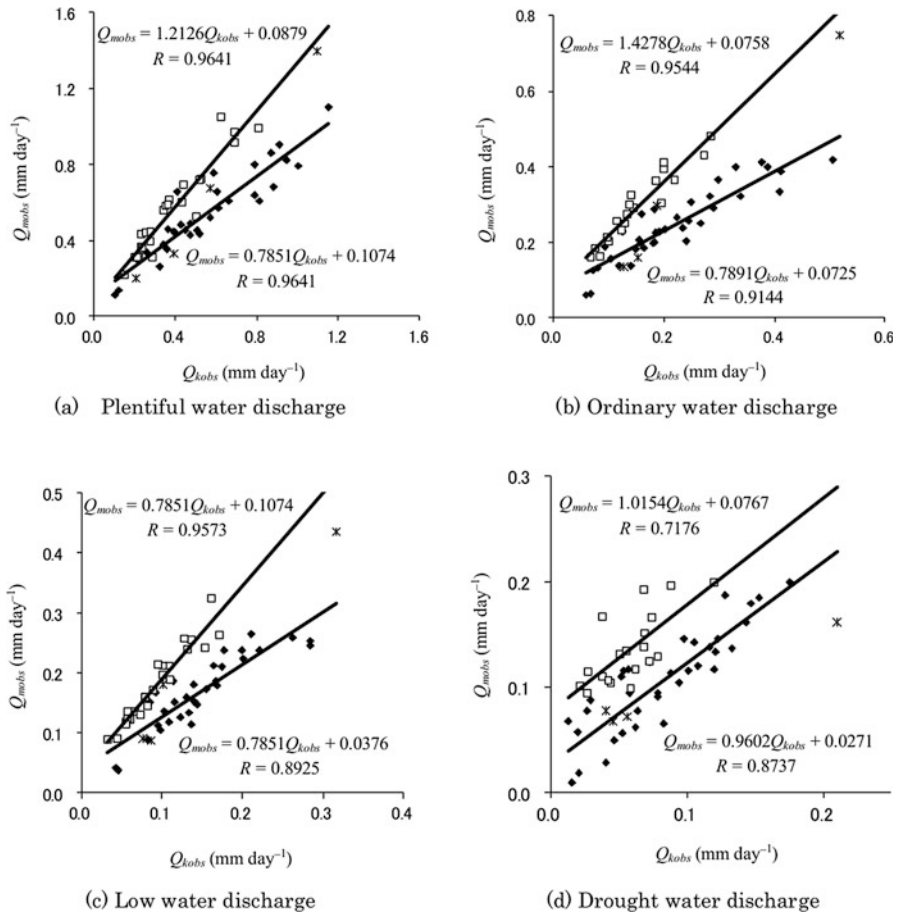 1.6
1.2
0.8
0.4
0.0
0.0 0.4 0.8 1.2 1.6
Qmobs (mm day⁻¹)
Qkobs (mm day⁻¹)
Qmobs = 1.2126Qkobs + 0.0879
R = 0.9641
Qmobs = 0.7851Qkobs + 0.1074
R = 0.9641
(a) Plentiful water discharge
0.8
0.6
0.4
0.2
0.0
0.0 0.2 0.4 0.6
Qmobs (mm day⁻¹)
Qkobs (mm day⁻¹)
Qmobs = 1.4278Qkobs + 0.0758
R = 0.9544
Qmobs = 0.7891Qkobs + 0.0725
R = 0.9144
(b) Ordinary water discharge
0.5
0.4
0.3
0.2
0.1
0.0
0.0 0.1 0.2 0.3 0.4
Qmobs (mm day⁻¹)
Qkobs (mm day⁻¹)
Qmobs = 0.7851Qkobs + 0.1074
R = 0.9573
Qmobs = 0.7851Qkobs + 0.0376
R = 0.8925
(c) Low water discharge
0.3
0.2
0.1
0.0
0.0 0.1 0.2
Qmobs (mm day⁻¹)
Qkobs (mm day⁻¹)
Qmobs = 1.0154Qkobs + 0.0767
R = 0.7176
Qmobs = 0.9602Qkobs + 0.0271
R = 0.8737
(d) Drought water discharge